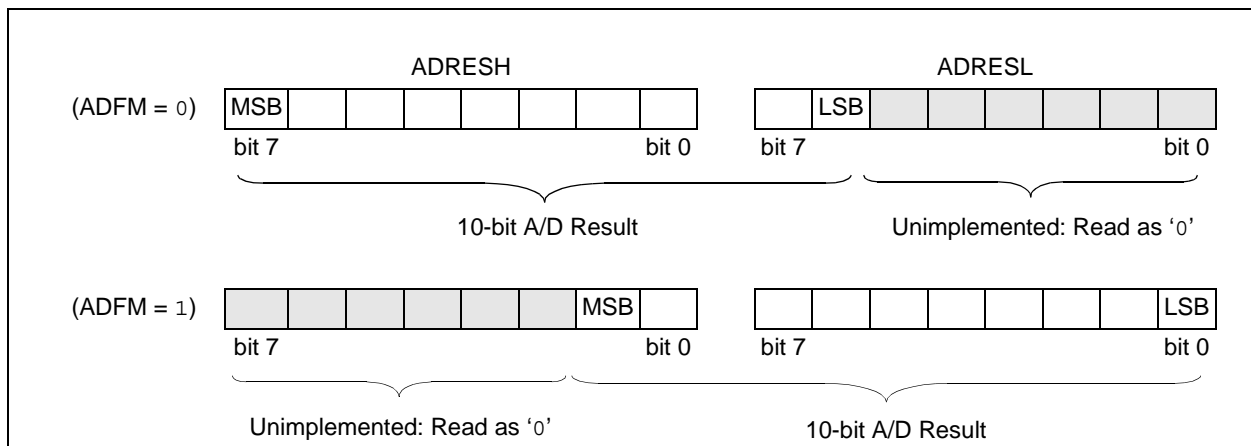 ADRESH ADRESL
(ADFM = 0) MSB LSB
bit 7 bit 0 bit 7 bit 0
10-bit A/D Result Unimplemented: Read as ‘0’
(ADFM = 1) MSB LSB
bit 7 bit 0 bit 7 bit 0
Unimplemented: Read as ‘0’ 10-bit A/D Result